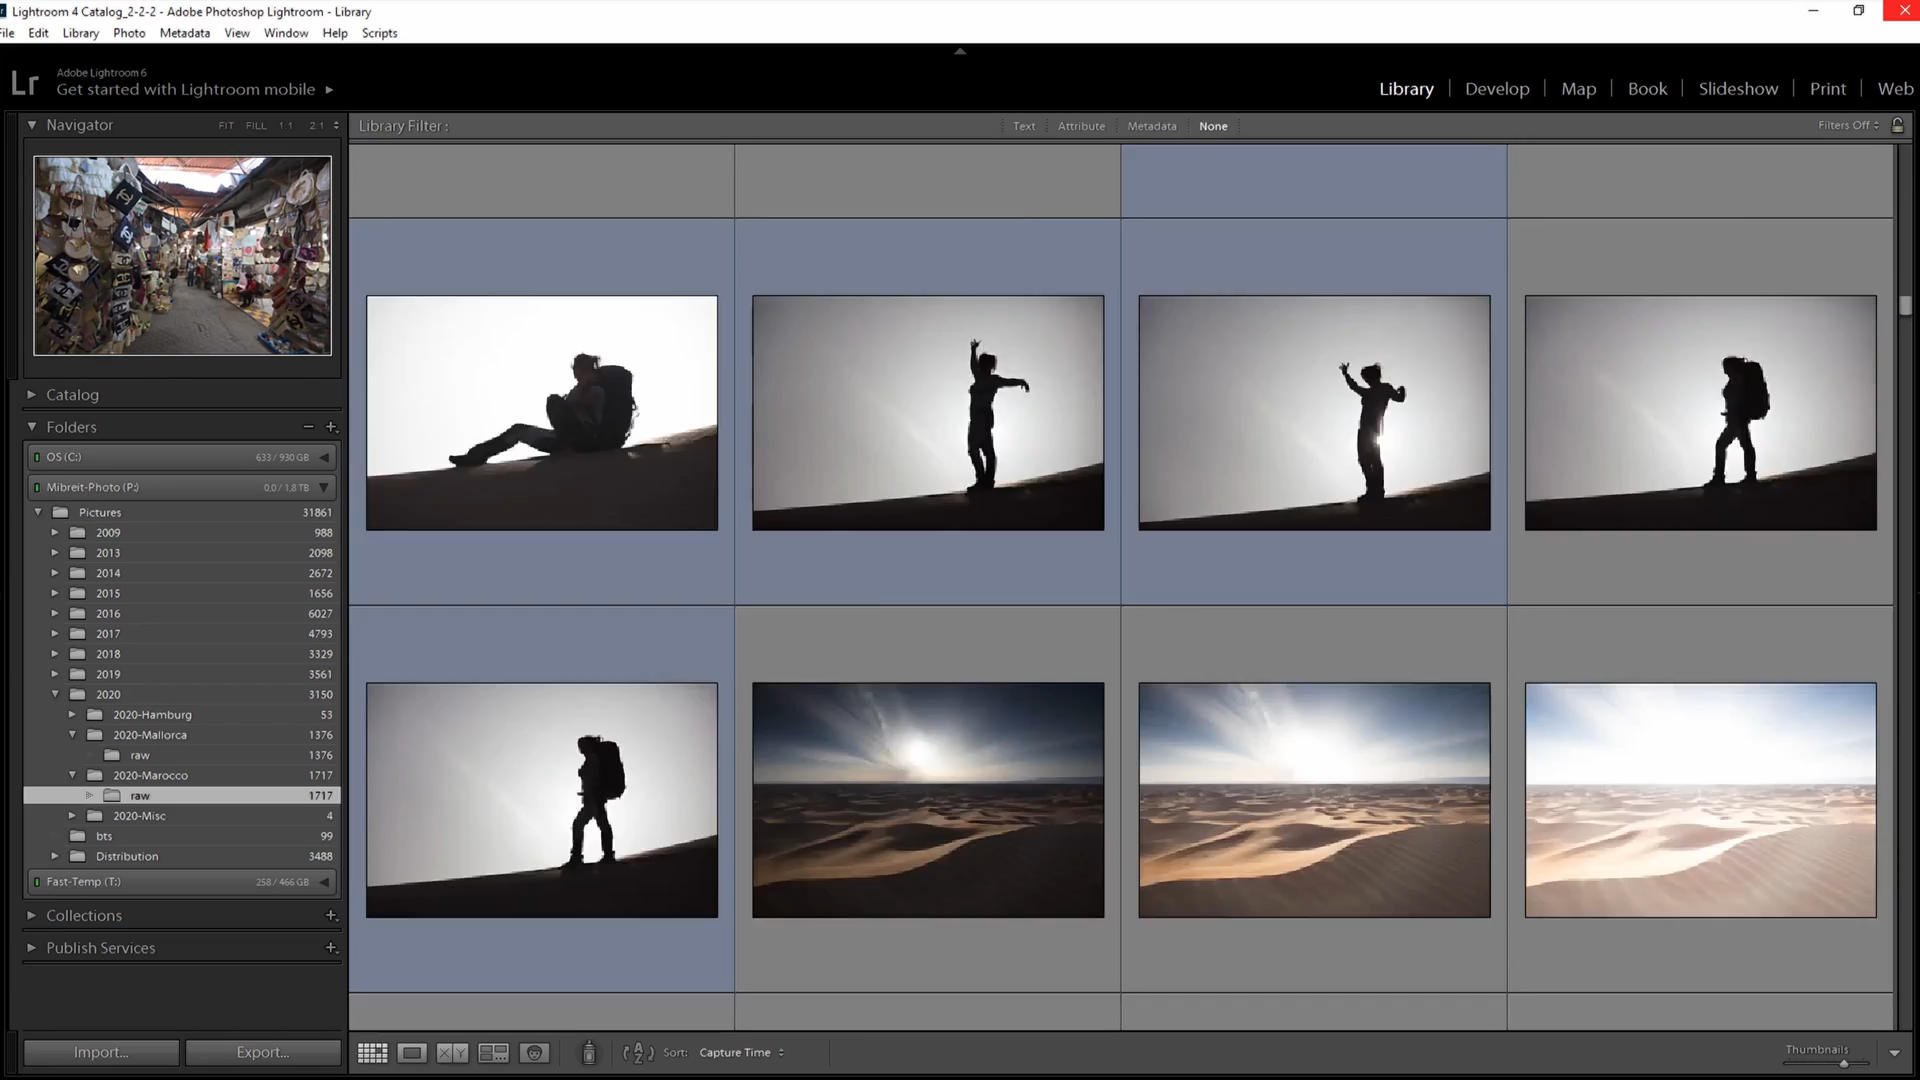 Lightroom 4 Catalog_2-2-2 - Adobe Photoshop Lightroom - Library
File Edit Library Photo Metadata View Window Help Scripts
Lr
Adobe Lightroom 6
Get started with Lightroom mobile
Library Develop Map Book Slideshow Print Web
Navigator FIT FILL 1:1 2:1
Library Filter : Text Attribute Metadata None Filters Off
Catalog
Folders
OS (C:) 633 / 930 GB
Mibreit-Photo (P:) 0,0 / 1,8 TB
Pictures 31861
2009 988
2013 2098
2014 2672
2015 1656
2016 6027
2017 4793
2018 3329
2019 3561
2020 3150
2020-Hamburg 53
2020-Mallorca 1376
raw 1376
2020-Marocco 1717
raw 1717
2020-Misc 4
bts 99
Distribution 3488
Fast-Temp (T:) 258 / 466 GB
Collections
Publish Services
Import... Export...
X Y
A Z
Sort: Capture Time
Thumbnails